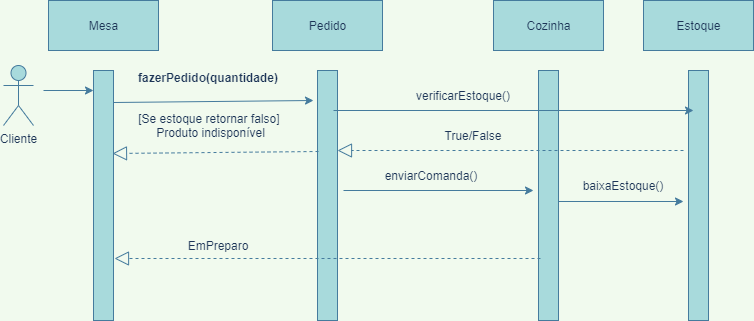 Mesa
Pedido
Cozinha
Estoque
Cliente
fazerPedido(quantidade)
verificarEstoque()
[Se estoque retornar falso]
Produto indisponível
True/False
enviarComanda()
baixaEstoque()
EmPreparo